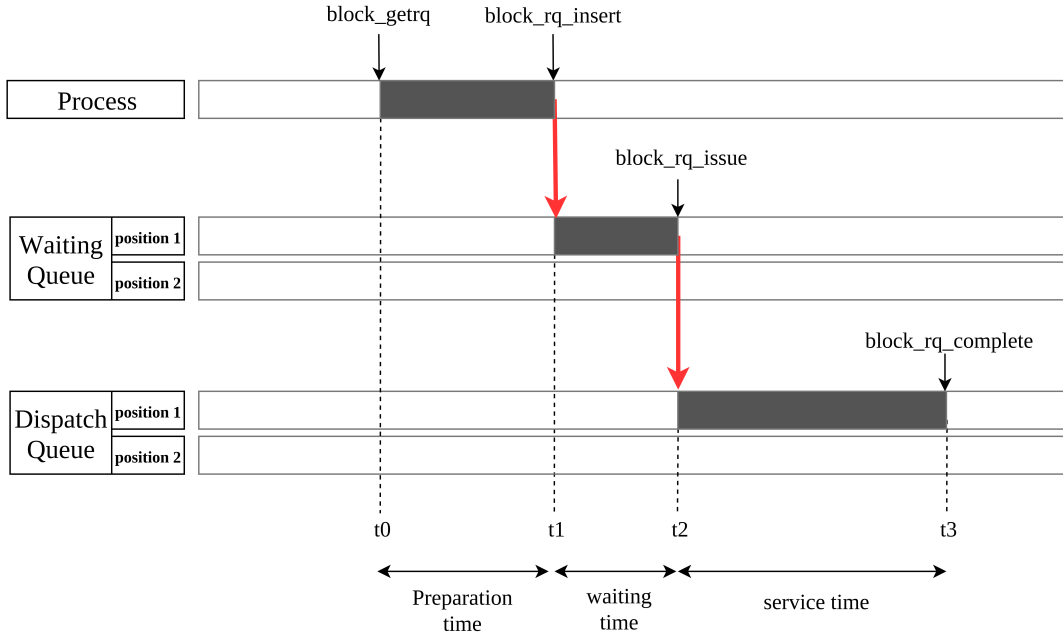 block_getrq
block_rq_insert
Process
block_rq_issue
Waiting
Queue
position 1
position 2
block_rq_complete
Dispatch
Queue
position 1
position 2
t0
t1
t2
t3
Preparation
time
waiting
time
service time